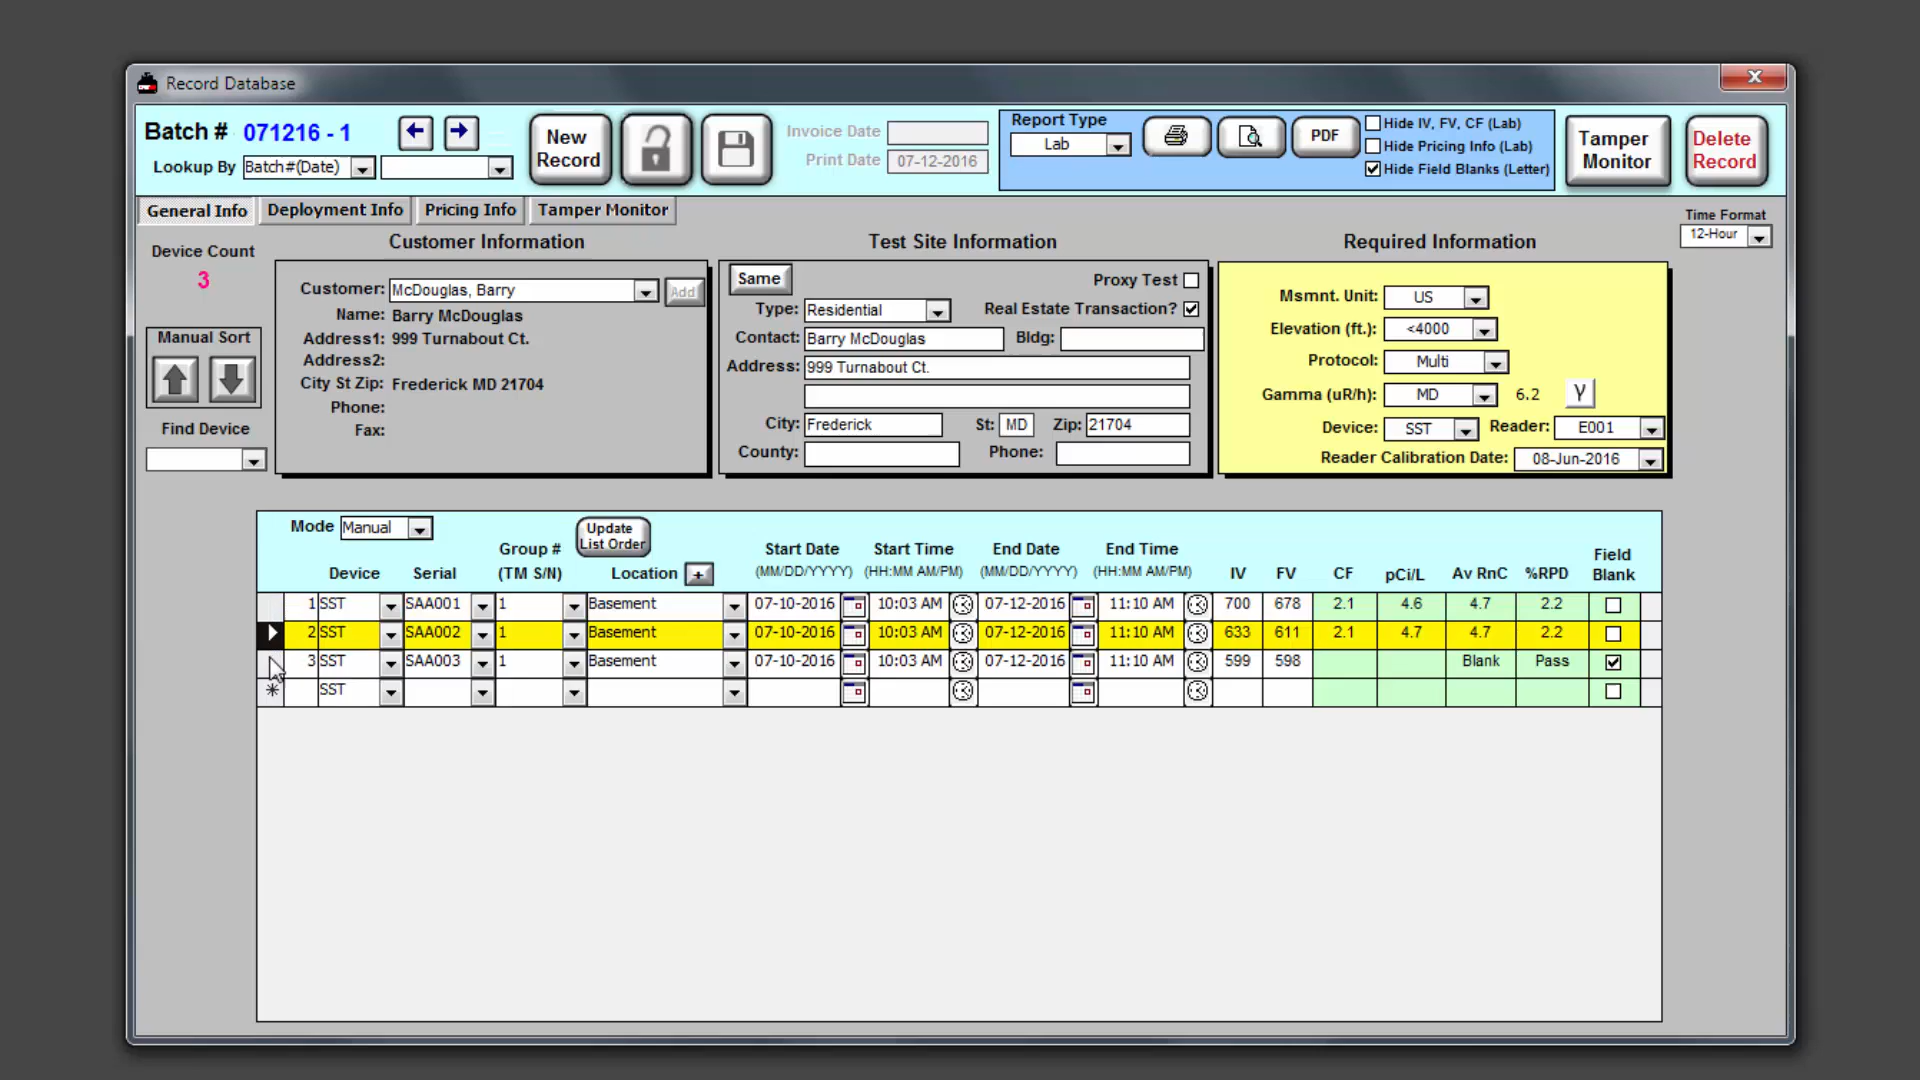 Record Database
Batch # 071216 - 1
Lookup By Batch#(Date)
New Record
Invoice Date
Print Date 07-12-2016
Report Type
Lab
PDF
Hide IV, FV, CF (Lab)
Hide Pricing Info (Lab)
Hide Field Blanks (Letter)
Tamper Monitor
Delete Record
General Info Deployment Info Pricing Info Tamper Monitor
Time Format
12-Hour
Device Count
3
Manual Sort
Find Device
Customer Information
Customer: McDouglas, Barry Add
Name: Barry McDouglas
Address1: 999 Turnabout Ct.
Address2:
City St Zip: Frederick MD 21704
Phone:
Fax:
Test Site Information
Same Proxy Test
Type: Residential Real Estate Transaction?
Contact: Barry McDouglas Bldg:
Address: 999 Turnabout Ct.
City: Frederick St: MD Zip: 21704
County: Phone:
Required Information
Msmnt. Unit: US
Elevation (ft.): <4000
Protocol: Multi
Gamma (uR/h): MD 6.2 γ
Device: SST Reader: E001
Reader Calibration Date: 08-Jun-2016
Mode Manual Update List Order
Device Serial Group # (TM S/N) Location + Start Date (MM/DD/YYYY) Start Time (HH:MM AM/PM) End Date (MM/DD/YYYY) End Time (HH:MM AM/PM) IV FV CF pCi/L Av RnC %RPD Field Blank
1 SST SAA001 1 Basement 07-10-2016 10:03 AM 07-12-2016 11:10 AM 700 678 2.1 4.6 4.7 2.2
2 SST SAA002 1 Basement 07-10-2016 10:03 AM 07-12-2016 11:10 AM 633 611 2.1 4.7 4.7 2.2
3 SST SAA003 1 Basement 07-10-2016 10:03 AM 07-12-2016 11:10 AM 599 598 Blank Pass
SST